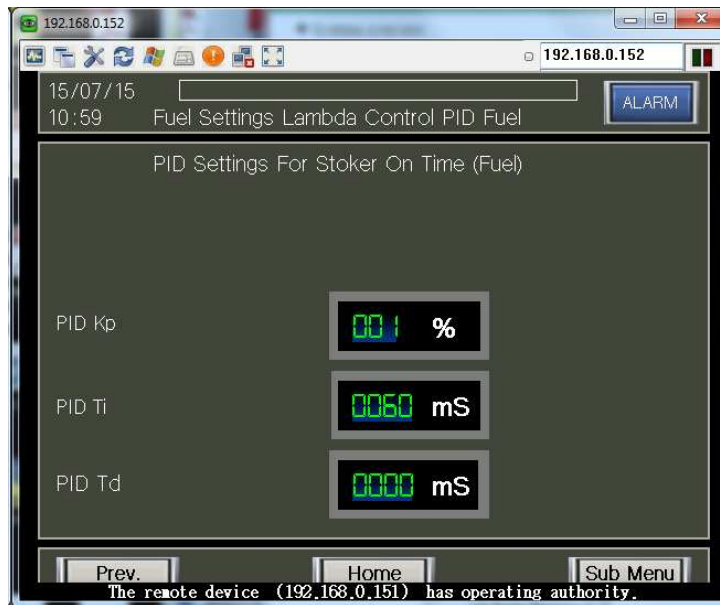 192.168.0.152
192.168.0.152
15/07/15
ALARM
10:59 Fuel Settings Lambda Control PID Fuel
PID Settings For Stoker On Time (Fuel)
PID Kp 001 %
PID Ti 0060 mS
PID Td 0000 mS
Prev. Home Sub Menu
The remote device (192.168.0.151) has operating authority.